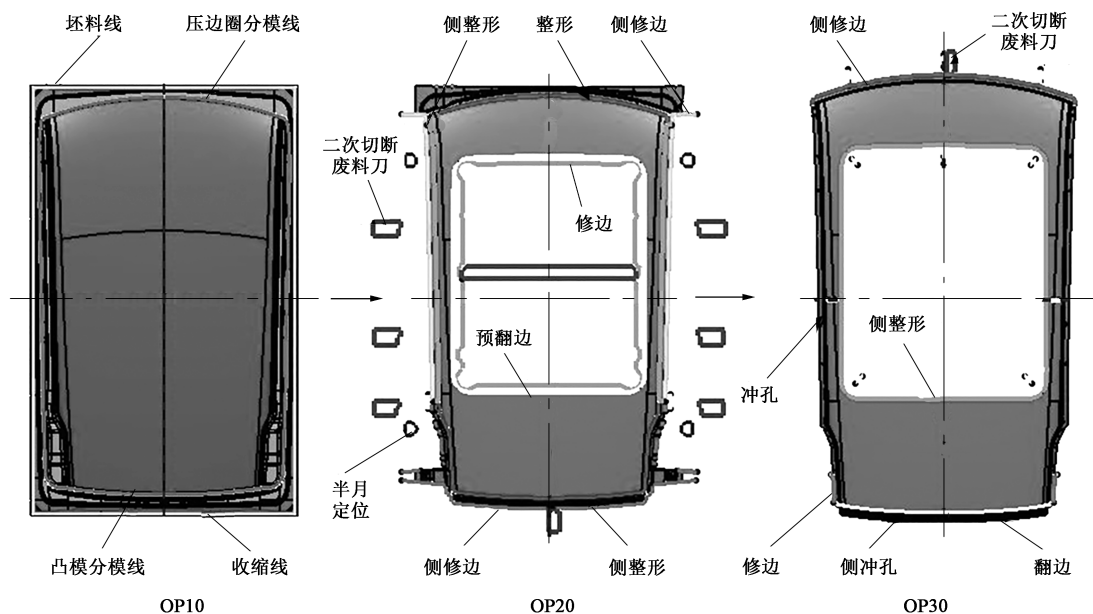 坯料线
压边圈分模线
侧整形
整形
侧修边
侧修边
二次切断
废料刀
二次切断
废料刀
修边
预翻边
侧整形
冲孔
半月
定位
凸模分模线
收缩线
侧修边
侧整形
修边
侧冲孔
翻边
OP10
OP20
OP30